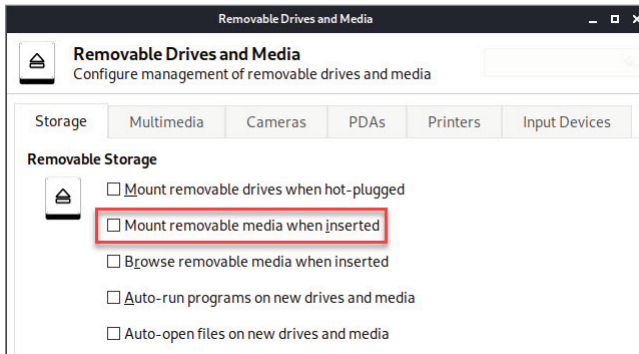 Removable Drives and Media
Removable Drives and Media
Configure management of removable drives and media
Storage Multimedia Cameras PDAs Printers Input Devices
Removable Storage
Mount removable drives when hot-plugged
Mount removable media when inserted
Browse removable media when inserted
Auto-run programs on new drives and media
Auto-open files on new drives and media